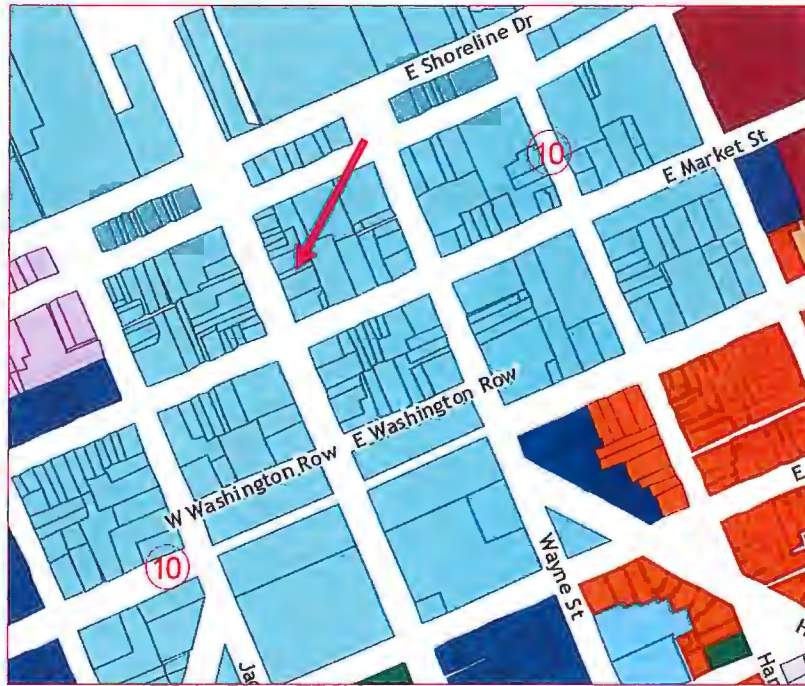 E Shoreline Dr
10
E Market St
E Washington Row
W Washington Row
10
Wayne St
E